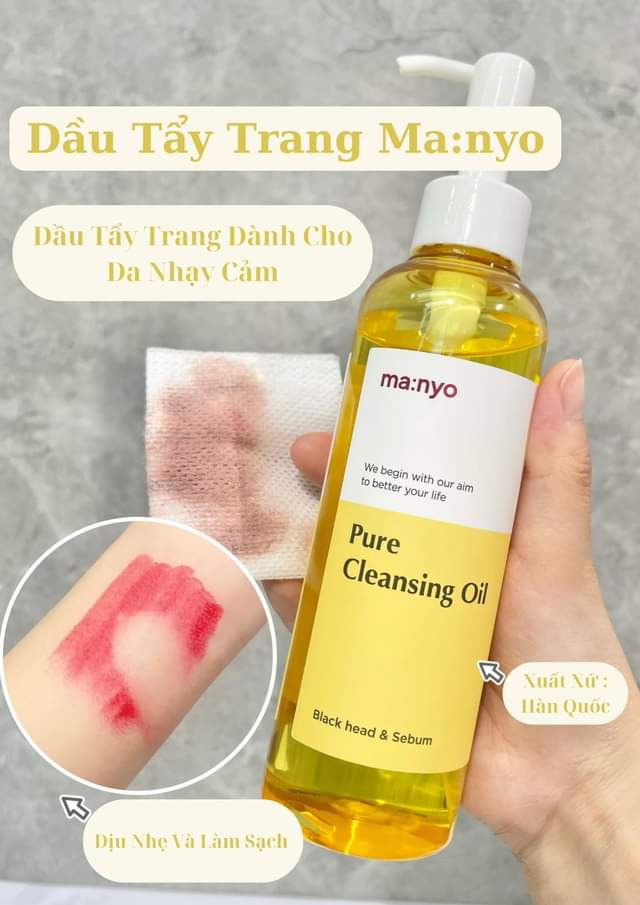 Dầu Tẩy Trang Ma:nyo
Dầu Tẩy Trang Dành Cho
Da Nhạy Cảm
ma:nyo
We begin with our aim
to better your life
Pure
Cleansing Oil
Black head & Sebum
Xuất Xứ :
Hàn Quốc
Dịu Nhẹ Và Làm Sạch